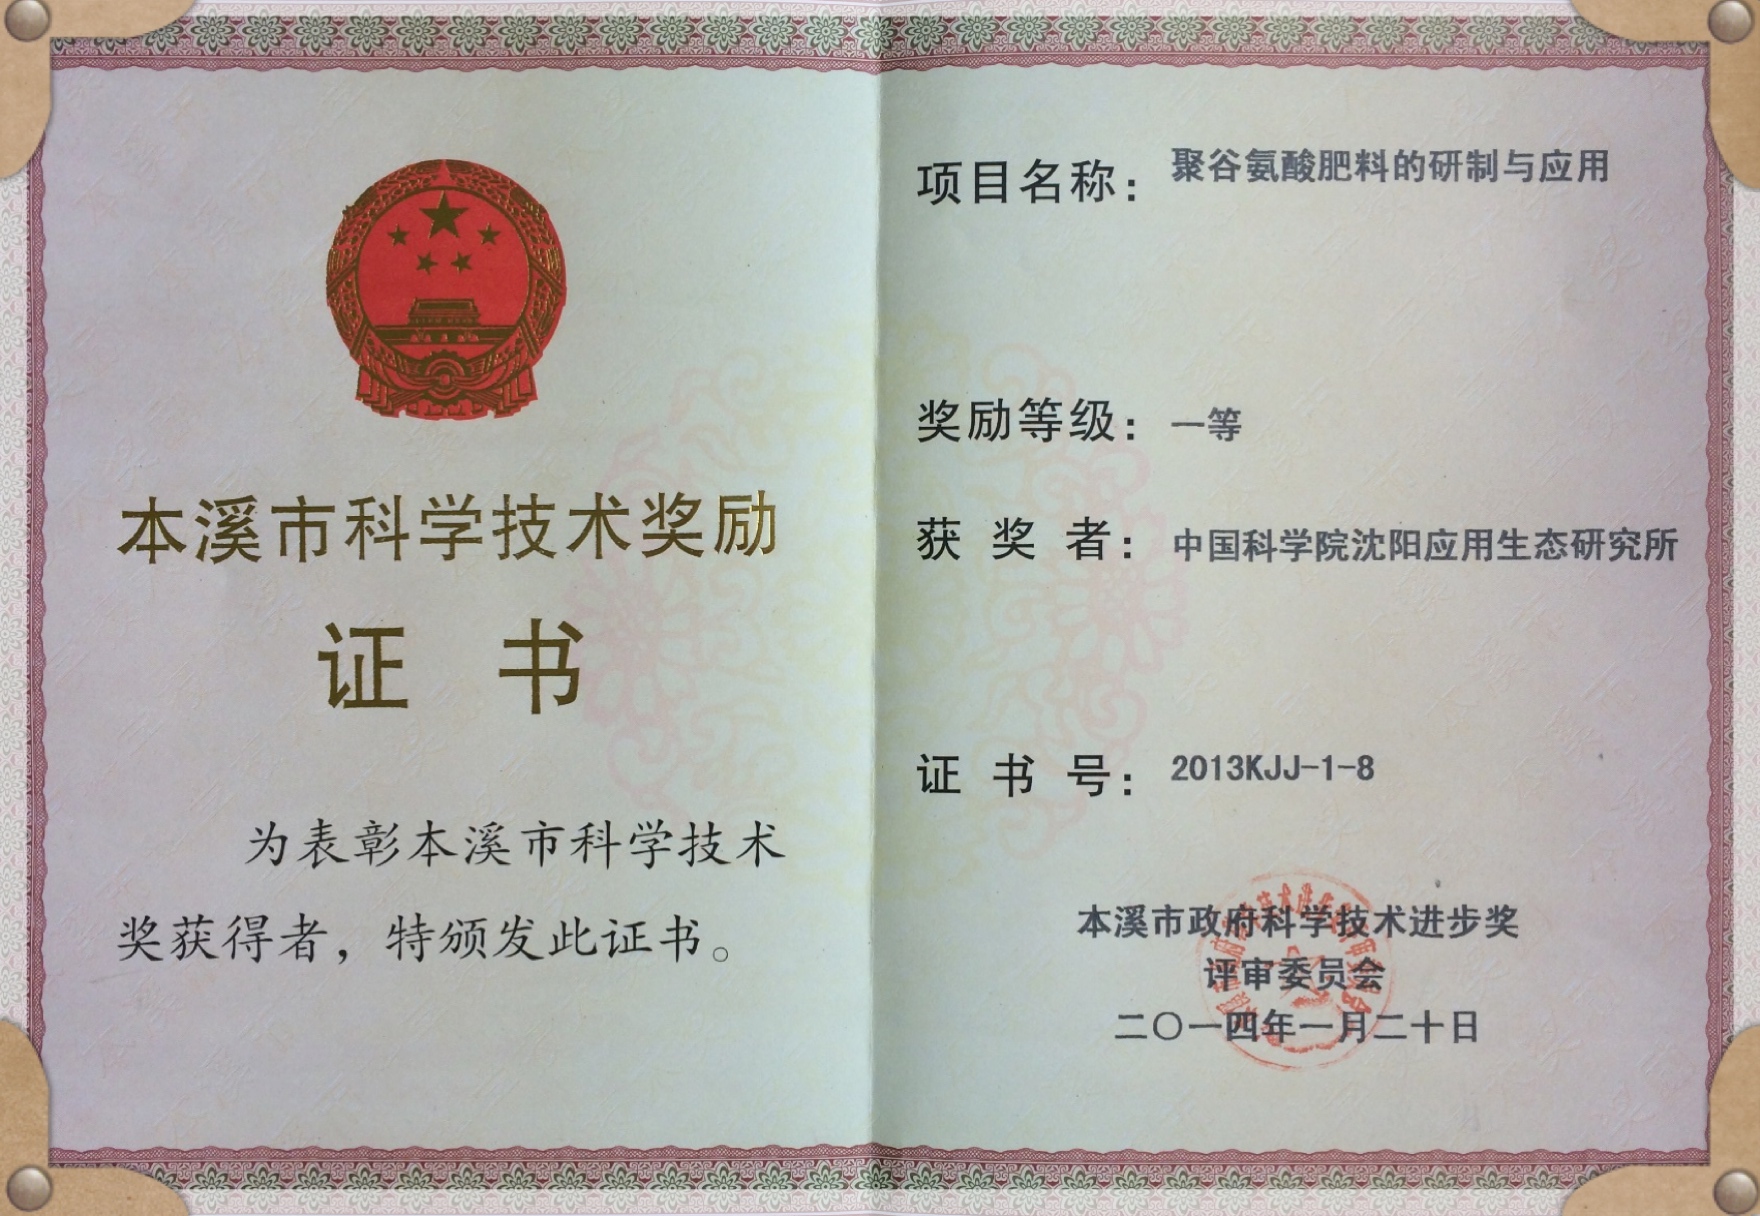 本溪市科学技术奖励
证 书
为表彰本溪市科学技术
奖获得者，特颁发此证书。
项目名称：聚谷氨酸肥料的研制与应用
奖励等级：一等
获 奖 者：中国科学院沈阳应用生态研究所
证 书 号：2013KJJ-1-8
本溪市政府科学技术进步奖
评审委员会
二〇一四年一月二十日